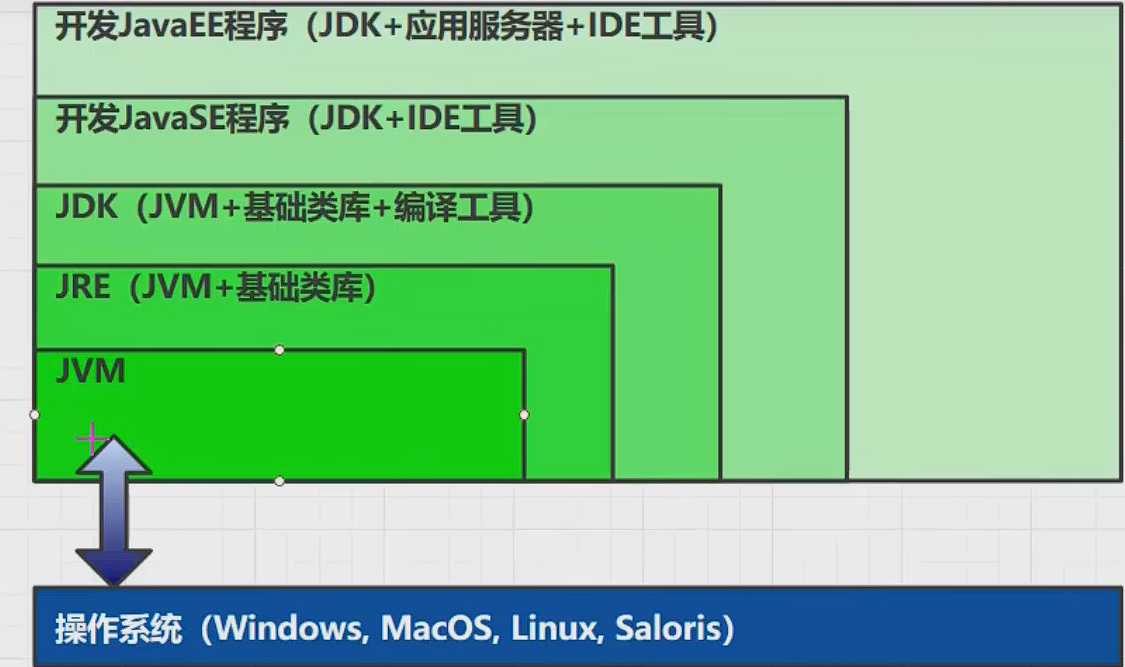 开发JavaEE程序（JDK+应用服务器+IDE工具）
开发JavaSE程序（JDK+IDE工具）
JDK（JVM+基础类库+编译工具）
JRE（JVM+基础类库）
JVM
操作系统（Windows, MacOS, Linux, Saloris）